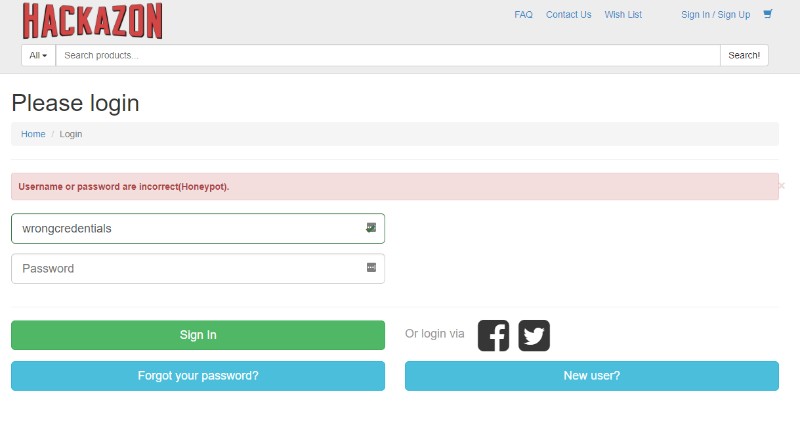 HACKAZON
FAQ Contact Us Wish List Sign In / Sign Up
All Search products... Search!
Please login
Home / Login
Username or password are incorrect(Honeypot). ×
wrongcredentials
Password
Sign In Or login via
Forgot your password? New user?